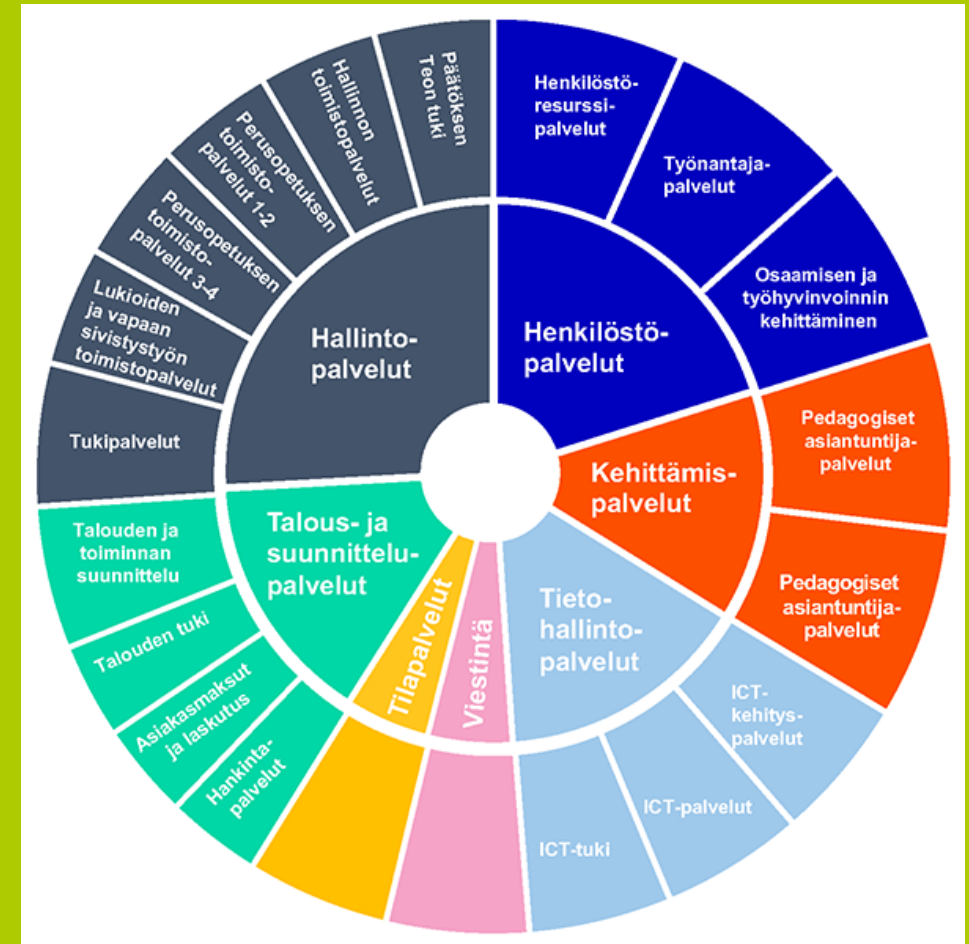 Henkilöstö-
resurssi-
palvelut
Työnantaja-
palvelut
Osaamisen ja
työhyvinvoinnin
kehittäminen
Henkilöstö-
palvelut
Pedagogiset
asiantuntija-
palvelut
Pedagogiset
asiantuntija-
palvelut
Kehittämis-
palvelut
ICT-
kehitys-
palvelut
ICT-palvelut
ICT-tuki
Tieto-
hallinto-
palvelut
Viestintä
Tilapalvelut
Talous- ja
suunnittelu-
palvelut
Hankinta-
palvelut
Asiakasmaksut
ja laskutus
Talouden tuki
Talouden ja
toiminnan
suunnittelu
Hallinto-
palvelut
Tukipalvelut
Lukioiden
ja vapaan
sivistystyön
toimistopalvelut
Perusopetuksen
toimisto-
palvelut 3-4
Perusopetuksen
toimisto-
palvelut 1-2
Hallinnon
toimistopalvelut
Päätöksen
Teon tuki